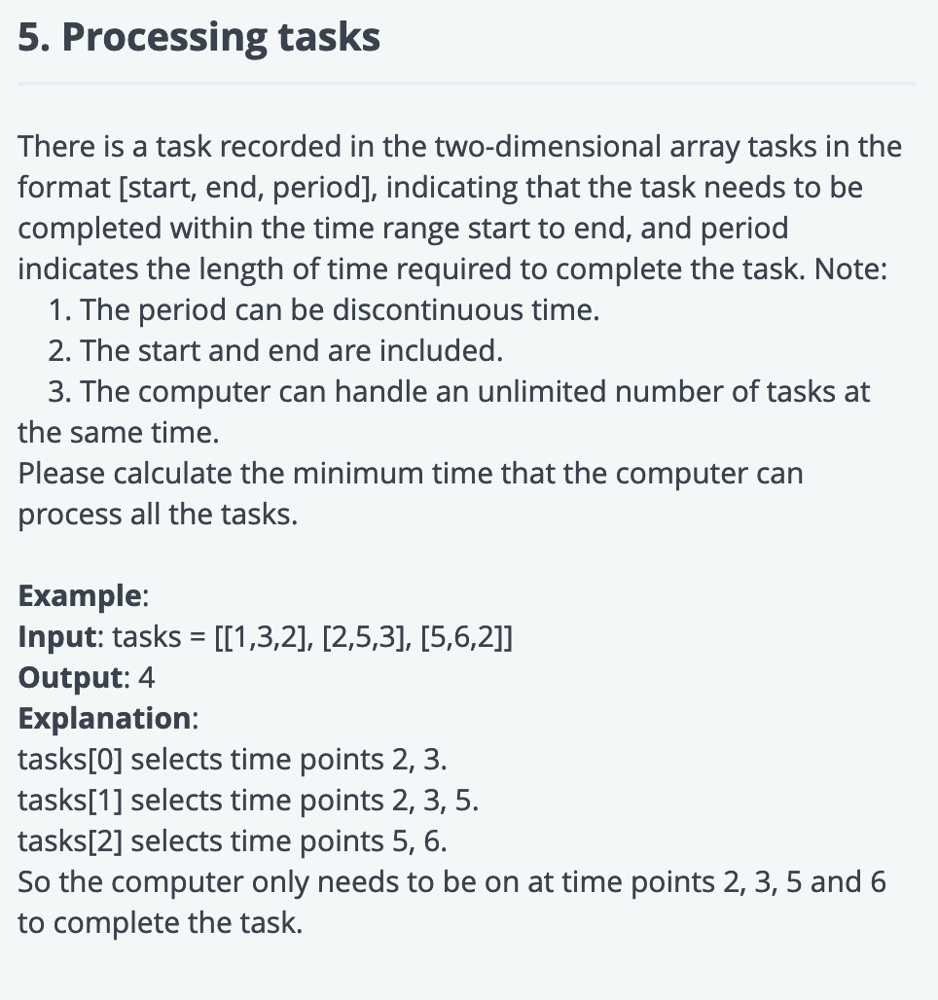 5. Processing tasks
There is a task recorded in the two-dimensional array tasks in the
format [start, end, period], indicating that the task needs to be
completed within the time range start to end, and period
indicates the length of time required to complete the task. Note:
1. The period can be discontinuous time.
2. The start and end are included.
3. The computer can handle an unlimited number of tasks at
the same time.
Please calculate the minimum time that the computer can
process all the tasks.
Example:
Input: tasks = [[1,3,2], [2,5,3], [5,6,2]]
Output: 4
Explanation:
tasks[0] selects time points 2, 3.
tasks[1] selects time points 2, 3, 5.
tasks[2] selects time points 5, 6.
So the computer only needs to be on at time points 2, 3, 5 and 6
to complete the task.